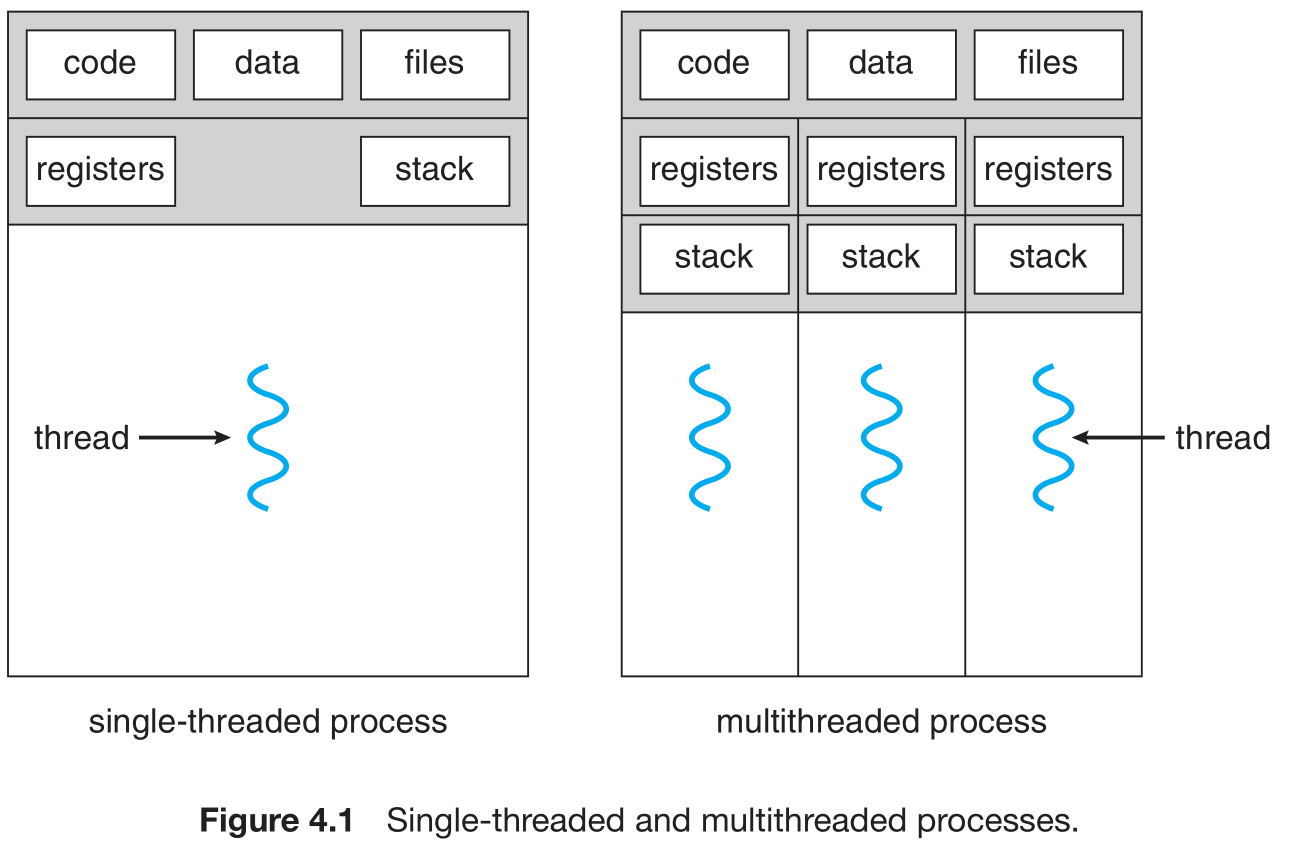 code data files code data files
registers stack registers registers registers
stack stack stack
thread thread
single-threaded process multithreaded process
Figure 4.1 Single-threaded and multithreaded processes.